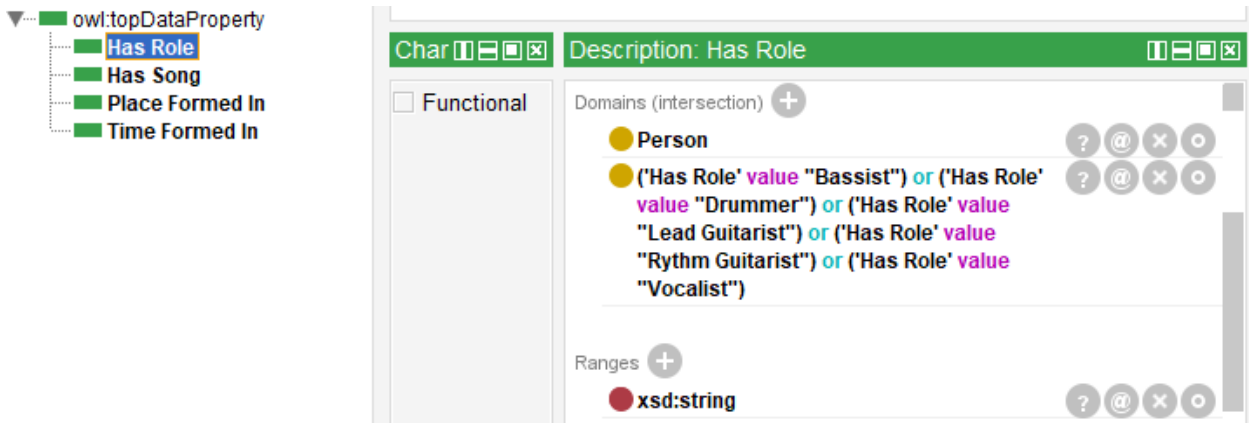 owl:topDataProperty
Has Role
Has Song
Place Formed In
Time Formed In
Char
Functional
Description: Has Role
Domains (intersection)
Person
('Has Role' value "Bassist") or ('Has Role'
value "Drummer") or ('Has Role' value
"Lead Guitarist") or ('Has Role' value
"Rythm Guitarist") or ('Has Role' value
"Vocalist")
Ranges
xsd:string